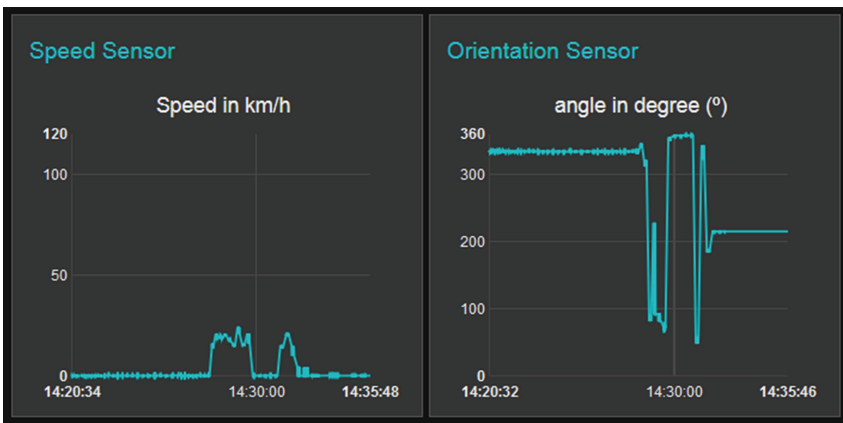 Speed Sensor
Speed in km/h
120
100
50
0
14:20:34 14:30:00 14:35:48
Orientation Sensor
angle in degree (º)
360
300
200
100
0
14:20:32 14:30:00 14:35:46